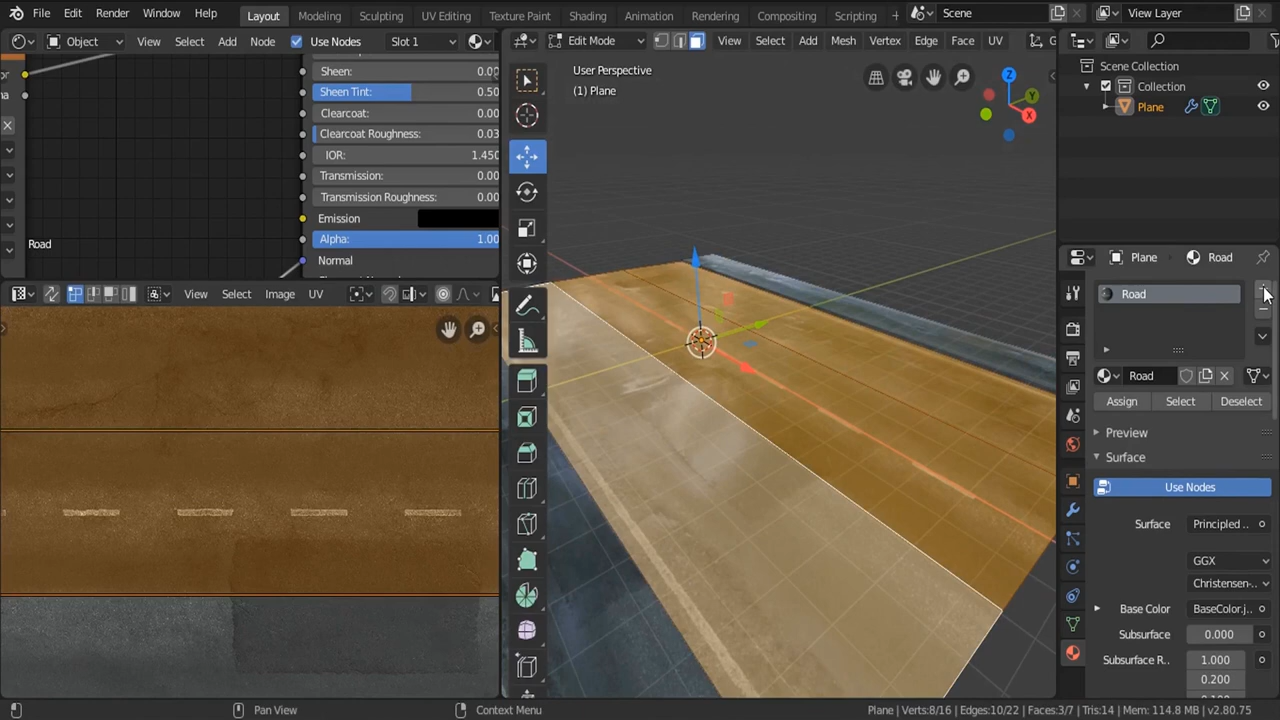 File Edit Render Window Help Layout Modeling Sculpting UV Editing Texture Paint Shading Animation Rendering Compositing Scripting + Scene View Layer
Object View Select Add Node Use Nodes Slot 1 Edit Mode View Select Add Mesh Vertex Edge Face UV
Sheen: 0.00
Sheen Tint: 0.50
Clearcoat: 0.00
Clearcoat Roughness: 0.03
IOR: 1.450
Transmission: 0.00
Transmission Roughness: 0.00
Emission
Alpha: 1.00
Normal
Road
View Select Image UV
User Perspective
(1) Plane
Z
Y
X
Scene Collection
Collection
Plane
Plane Road
Road
Road
Assign Select Deselect
Preview
Surface
Use Nodes
Surface Principled ..
GGX
Christensen-..
Base Color BaseColor.j..
Subsurface 0.000
Subsurface R.. 1.000
0.200
Pan View Context Menu Plane | Verts:8/16 | Edges:10/22 | Faces:3/7 | Tris:14 | Mem: 114.8 MB | v2.80.75